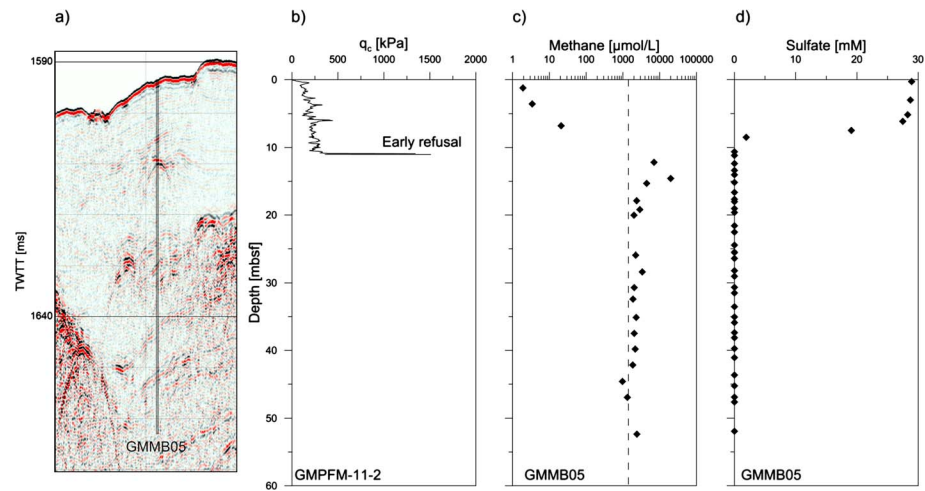 a)
b)
c)
d)
qc [kPa]
Methane [µmol/L]
Sulfate [mM]
0 500 1000 1500 2000
1 10 100 1000 10000 100000
0 10 20 30
1590
1640
TWTT [ms]
GMMB05
Depth [mbsf]
0
10
20
30
40
50
60
Early refusal
GMPFM-11-2
GMMB05
GMMB05